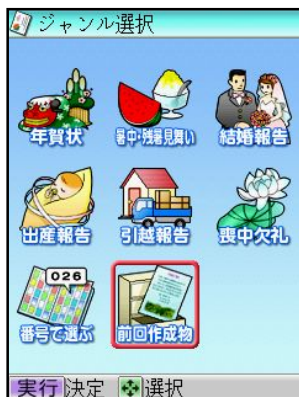 ジャンル選択
年賀状
暑中・残暑見舞い
結婚報告
出産報告
引越報告
喪中欠礼
026
番号で選ぶ
前回作成物
実行 決定 選択